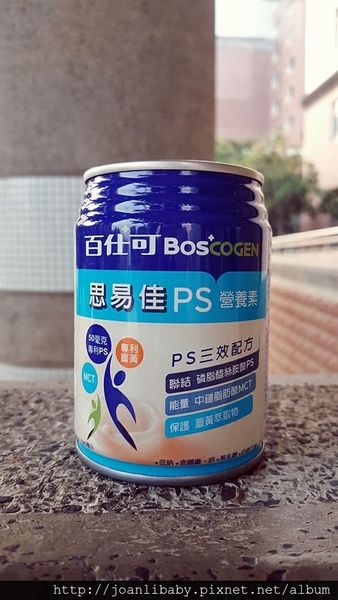 百仕可 BOSCOGEN
思易佳PS 營養素
50毫克
專利PS
專利
薑黃
MCT
PS三效配方
聯結 磷脂醯絲胺酸PS
能量 中鏈脂肪酸MCT
保護 薑黃萃取物
http://joanlibaby.pixnet.net/album